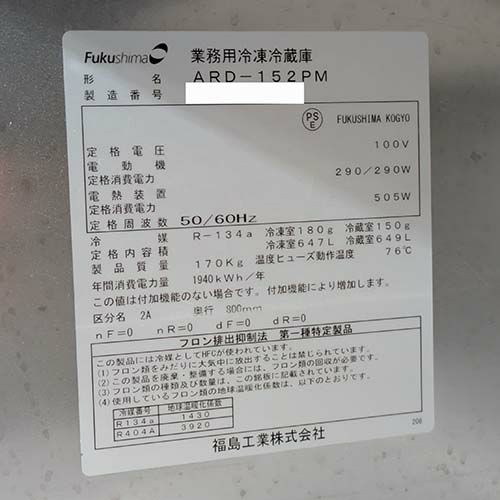 Fukushima 業務用冷凍冷蔵庫
形名 ARD-152PM
製造番号
PSE FUKUSHIMA KOGYO
定格電圧 100V
電動機
定格消費電力 290/290W
電熱装置
定格消費電力 505W
定格周波数 50/60Hz
冷媒 R-134a 冷凍室180g 冷蔵室150g
定格内容積 冷凍室647L 冷蔵室649L
製品質量 170Kg 温度ヒューズ動作温度 76℃
年間消費電力量 1940kWh/年
この値は付加機能のない場合です。付加機能により増加します。
区分名 2A 奥行 800mm
nF=0 nR=0 dF=0 dR=0
フロン排出抑制法 第一種特定製品
この製品には冷媒としてHFCが使われています。
(1)フロン類をみだりに大気中に放出することは禁じられています。
(2)この製品を廃棄・整備する場合には、フロン類の回収が必要です。
(3)フロン類の種類及び数量は、この銘板に記載されています。
(4)使用しているフロン類の地球温暖化係数は、以下のとおりです。
冷媒番号 地球温暖化係数
R134a 1430
R404A 3920
福島工業株式会社
206